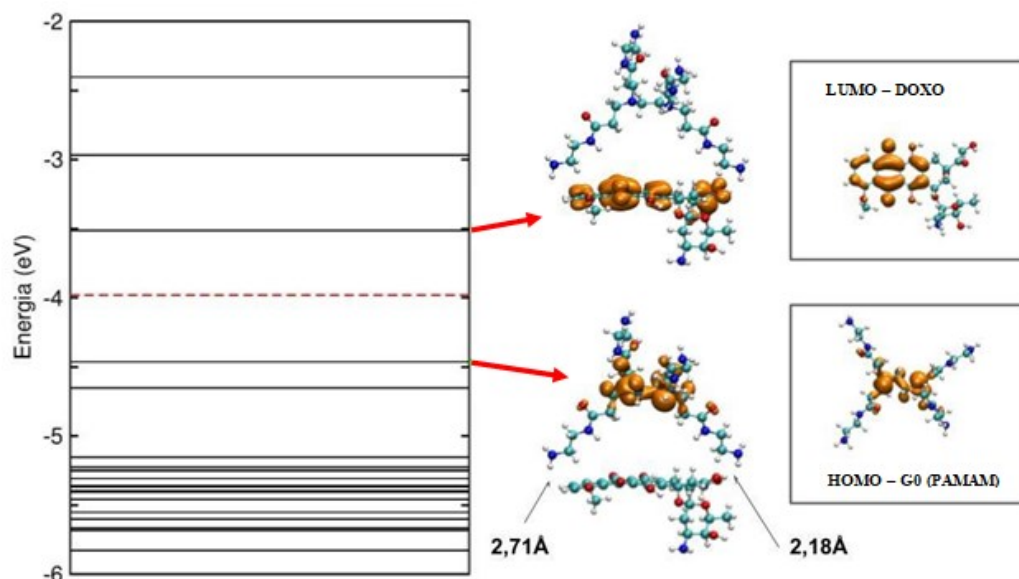 Energia (eV)
-2
-3
-4
-5
-6
LUMO – DOXO
HOMO – G0 (PAMAM)
2,71Å
2,18Å